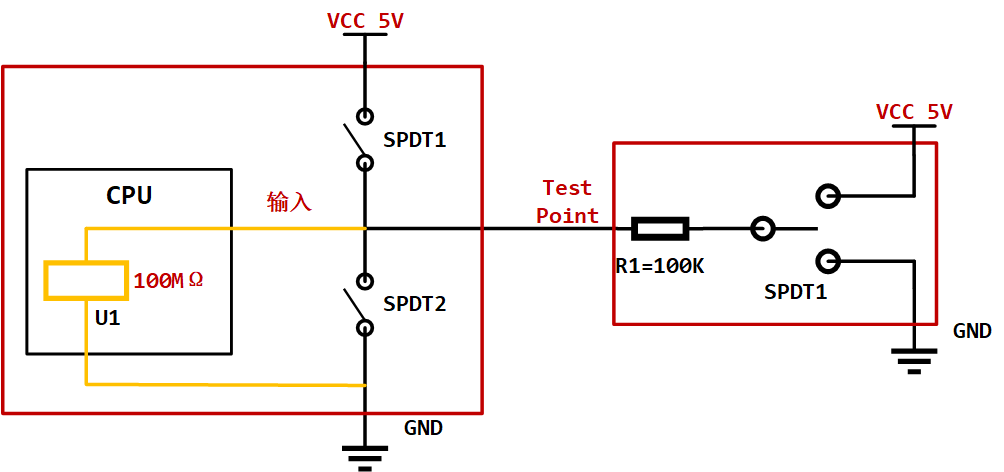 VCC 5V
SPDT1
CPU
输入
100MΩ
U1
SPDT2
GND
Test
Point
VCC 5V
R1=100K
SPDT1
GND